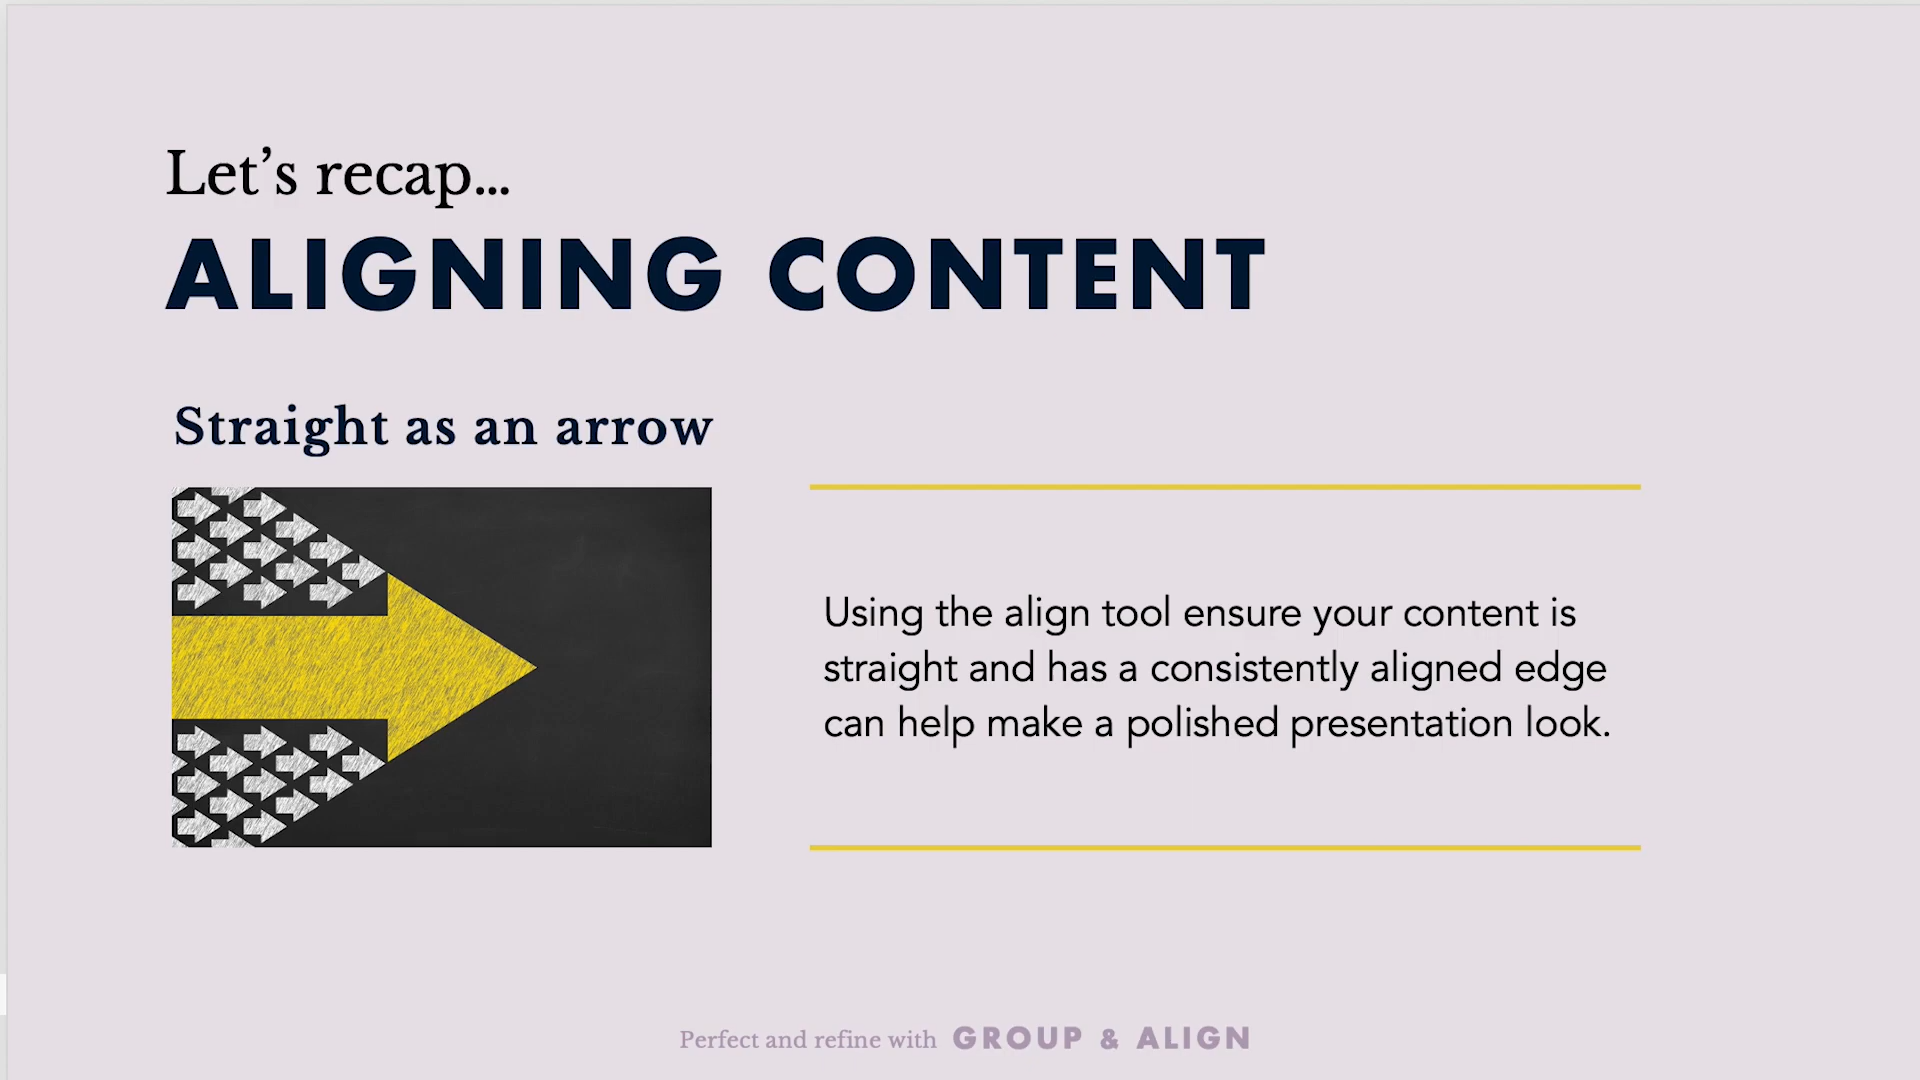 Let’s recap...
ALIGNING CONTENT
Straight as an arrow
Using the align tool ensure your content is
straight and has a consistently aligned edge
can help make a polished presentation look.
Perfect and refine with GROUP & ALIGN